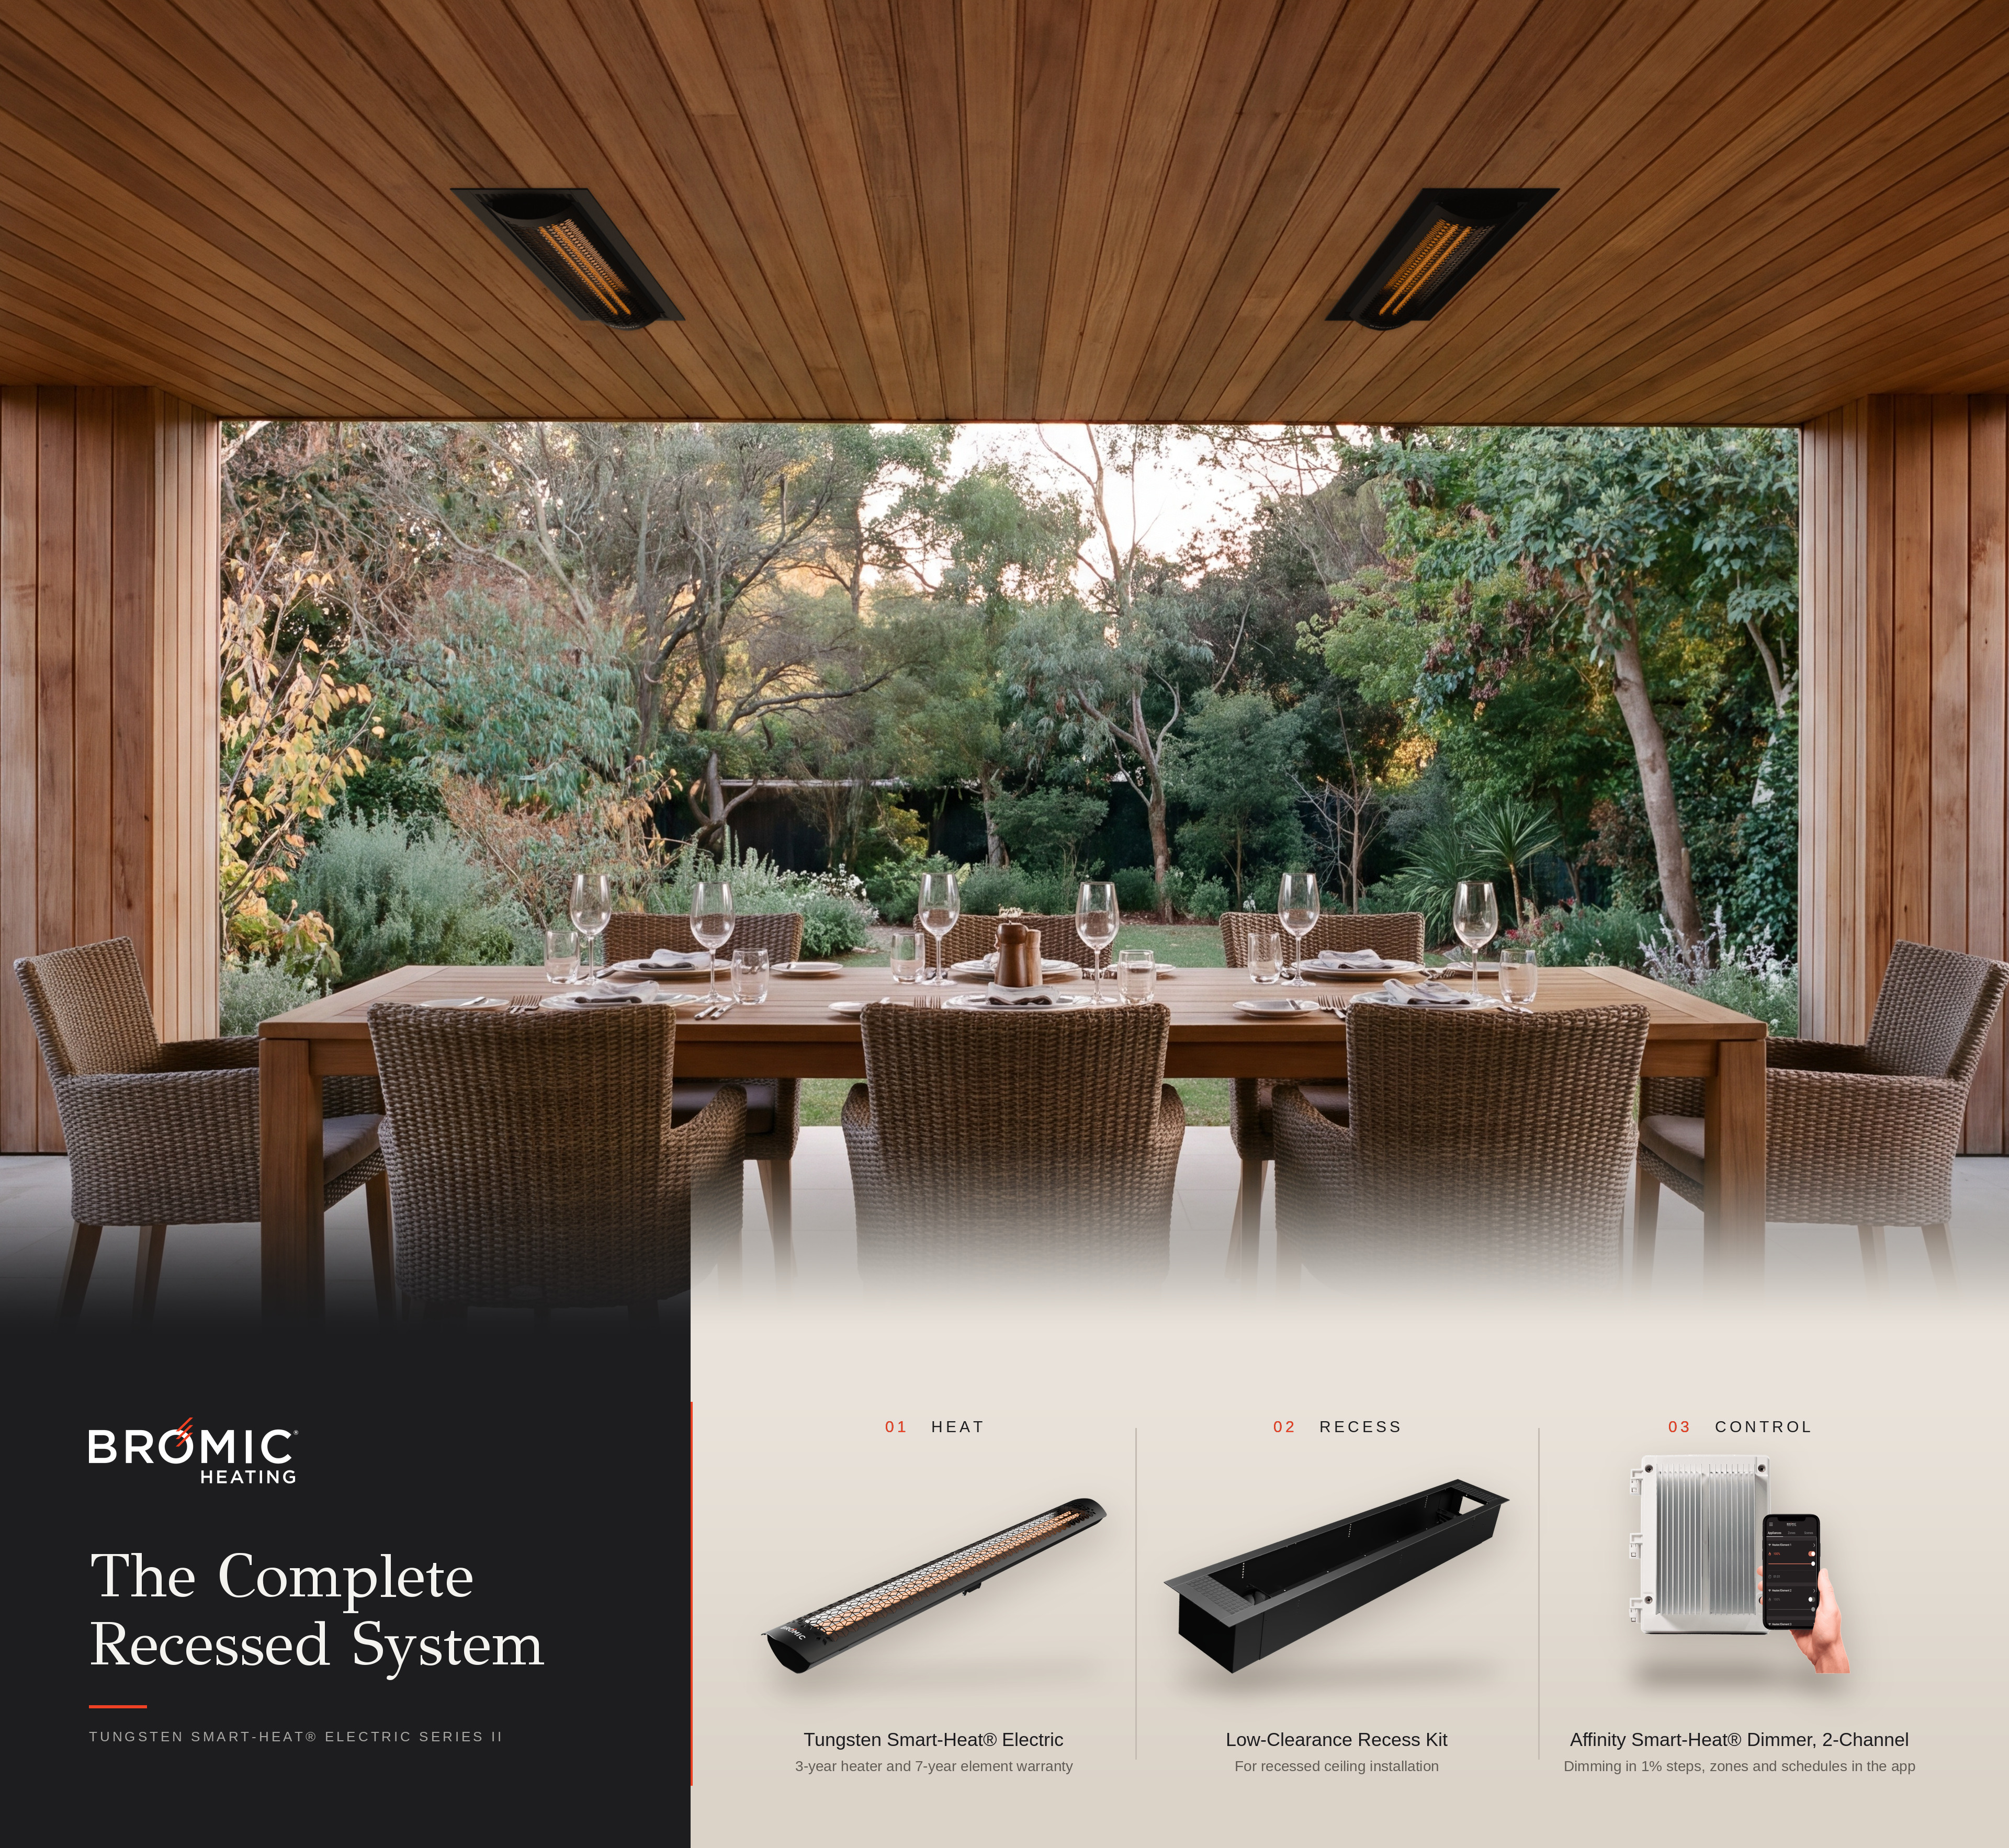 BROMIC®
HEATING
The Complete
Recessed System
TUNGSTEN SMART-HEAT® ELECTRIC SERIES II
01 HEAT
BROMIC
Tungsten Smart-Heat® Electric
3-year heater and 7-year element warranty
02 RECESS
Low-Clearance Recess Kit
For recessed ceiling installation
03 CONTROL
Affinity Smart-Heat® Dimmer, 2-Channel
Dimming in 1% steps, zones and schedules in the app